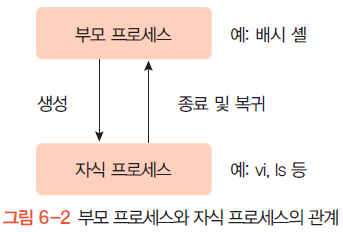 부모 프로세스 예: 배시 셸
생성 종료 및 복귀
자식 프로세스 예: vi, ls 등
그림 6-2 부모 프로세스와 자식 프로세스의 관계